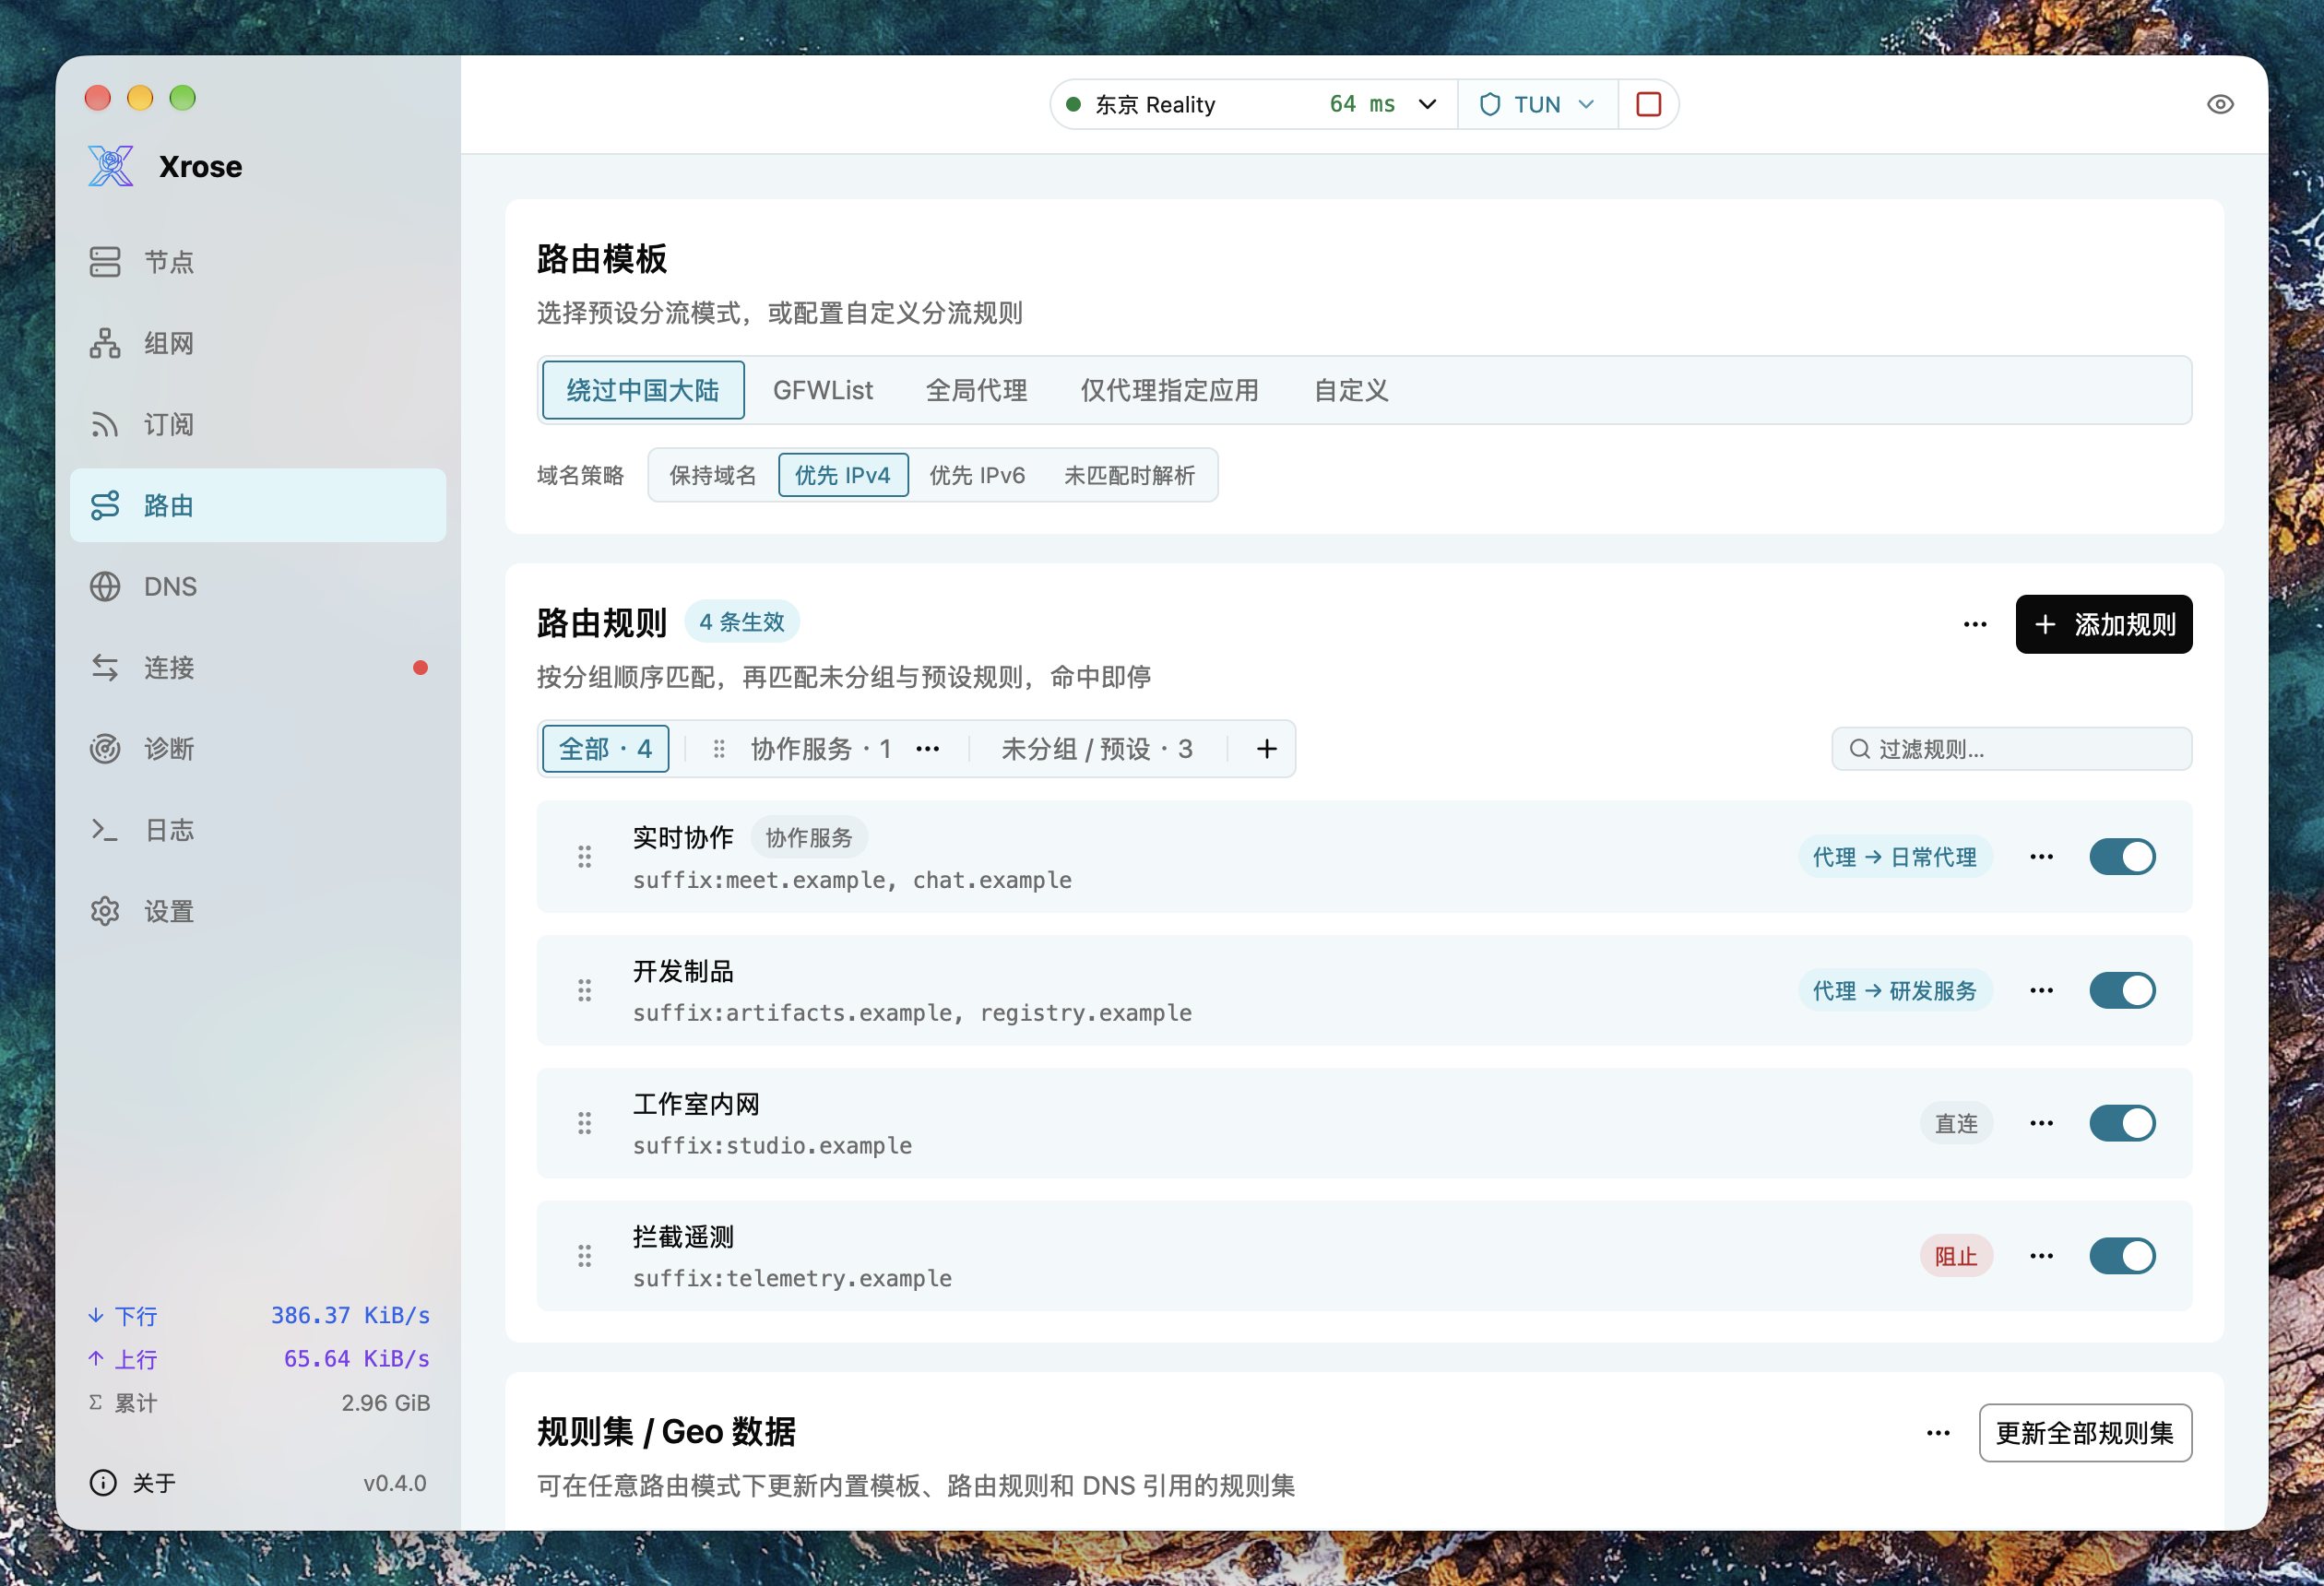 Xrose
节点
组网
订阅
路由
DNS
连接
诊断
日志
设置
下行 386.37 KiB/s
上行 65.64 KiB/s
Σ 累计 2.96 GiB
关于 v0.4.0
东京 Reality 64 ms TUN
路由模板
选择预设分流模式，或配置自定义分流规则
绕过中国大陆 GFWList 全局代理 仅代理指定应用 自定义
域名策略 保持域名 优先 IPv4 优先 IPv6 未匹配时解析
路由规则 4 条生效 ... + 添加规则
按分组顺序匹配，再匹配未分组与预设规则，命中即停
全部 · 4 协作服务 · 1 ... 未分组 / 预设 · 3 + 过滤规则...
实时协作 协作服务
suffix:meet.example, chat.example
代理 → 日常代理 ...
开发制品
suffix:artifacts.example, registry.example
代理 → 研发服务 ...
工作室内网
suffix:studio.example
直连 ...
拦截遥测
suffix:telemetry.example
阻止 ...
规则集 / Geo 数据 ... 更新全部规则集
可在任意路由模式下更新内置模板、路由规则和 DNS 引用的规则集